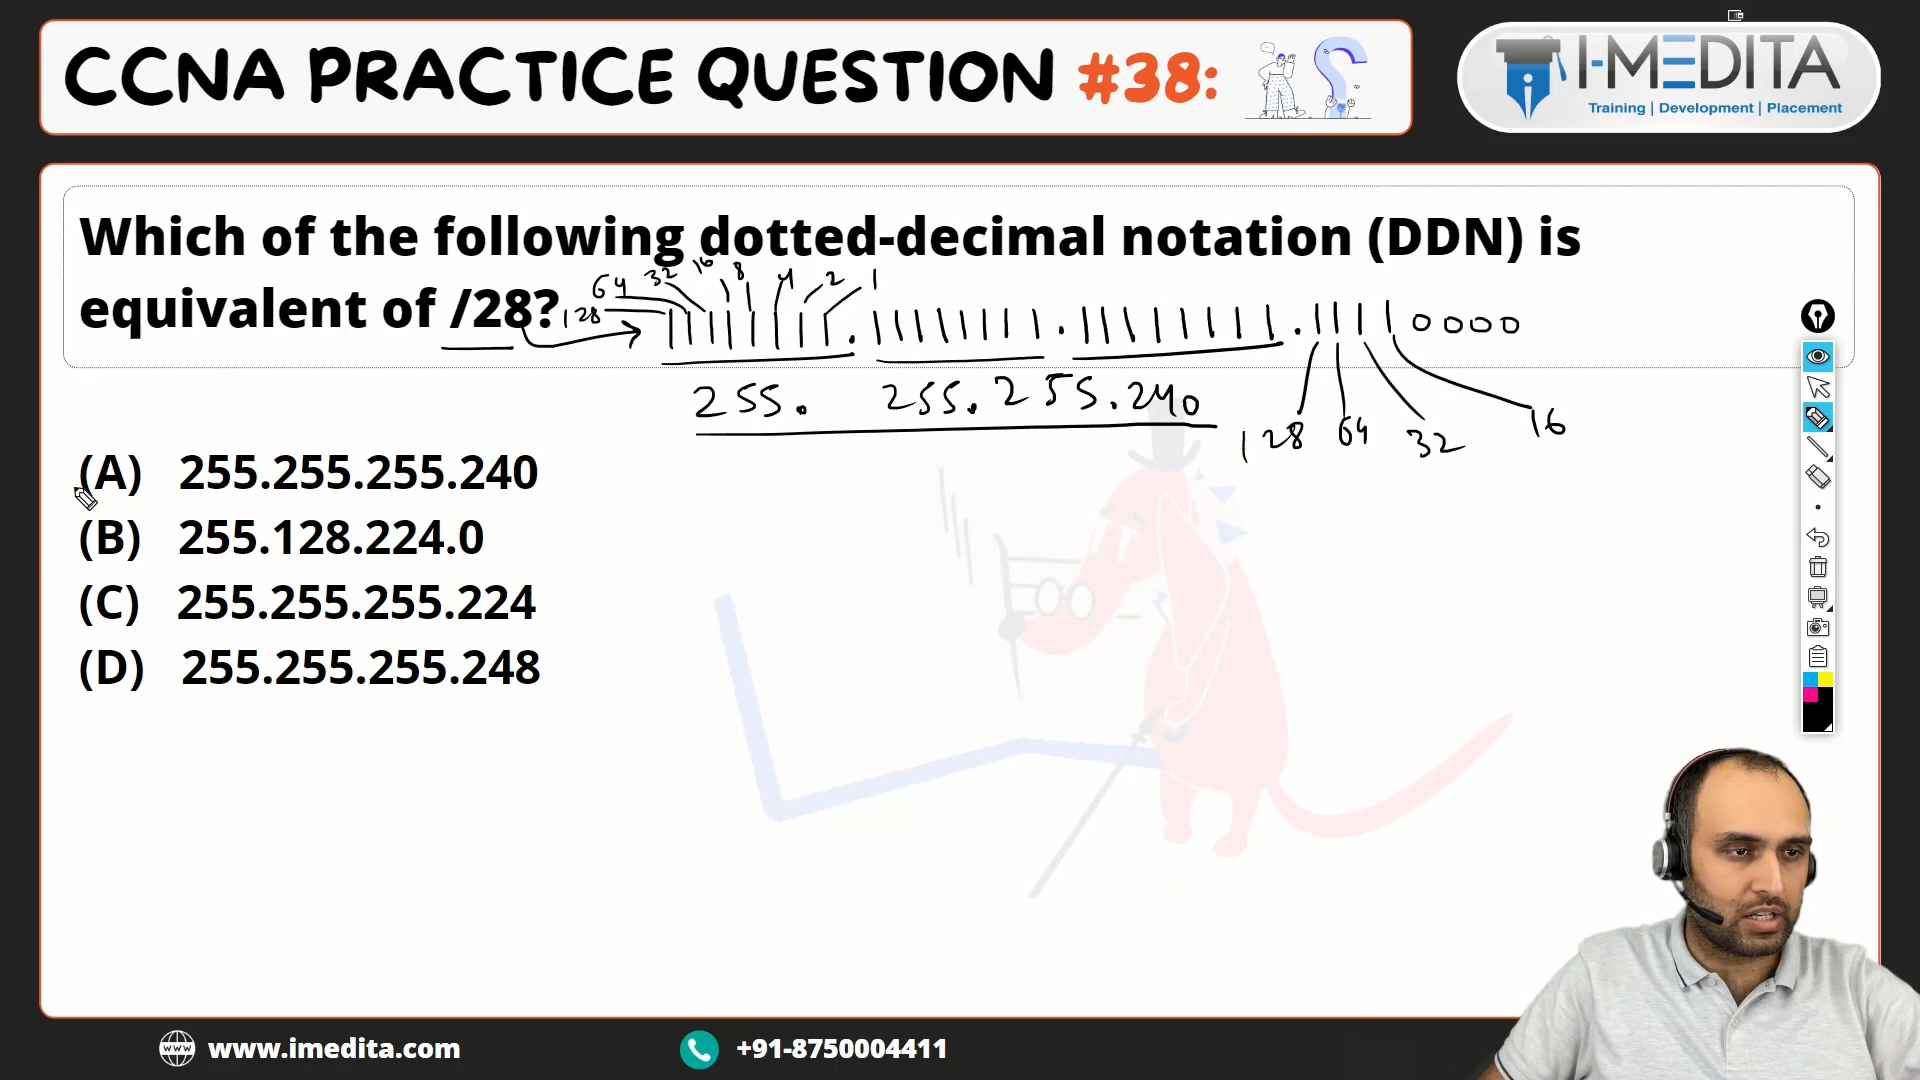 CCNA PRACTICE QUESTION #38:
I-MEDITA
Training | Development | Placement
Which of the following dotted-decimal notation (DDN) is
equivalent of /28?
128 64 32 16 8 4 2 1
11111111.11111111.11111111.11110000
255. 255.255.240
128 64 32 16
(A) 255.255.255.240
(B) 255.128.224.0
(C) 255.255.255.224
(D) 255.255.255.248
www
www.imedita.com
+91-8750004411